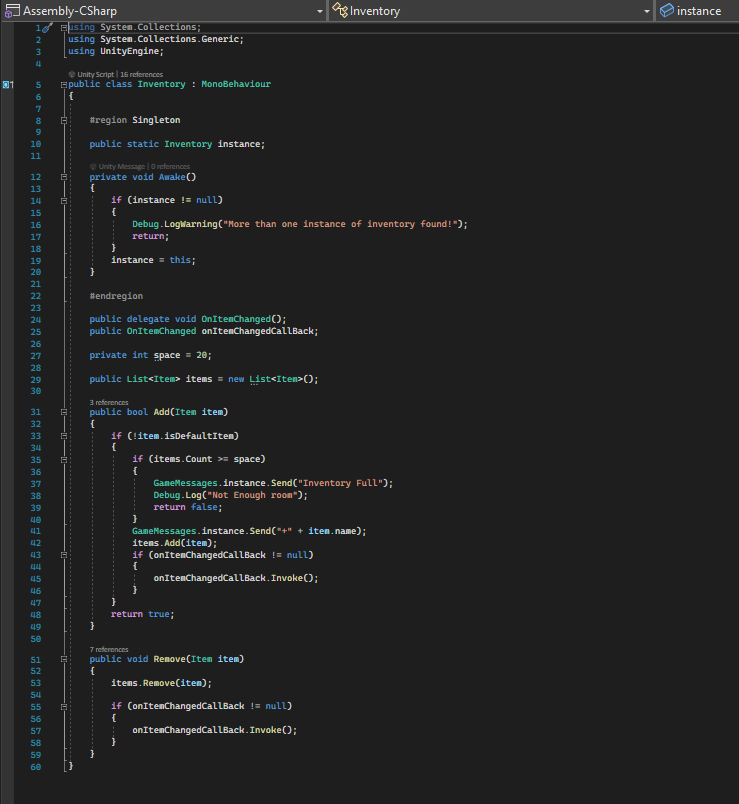 Assembly-CSharp Inventory instance
1 using System.Collections;
2 using System.Collections.Generic;
3 using UnityEngine;
4
Unity Script | 16 references
5 public class Inventory : MonoBehaviour
6 {
7
8 #region Singleton
9
10 public static Inventory instance;
11
Unity Message | 0 references
12 private void Awake()
13 {
14 if (instance != null)
15 {
16 Debug.LogWarning("More than one instance of inventory found!");
17 return;
18 }
19 instance = this;
20 }
21
22 #endregion
23
24 public delegate void OnItemChanged();
25 public OnItemChanged onItemChangedCallBack;
26
27 private int space = 20;
28
29 public List<Item> items = new List<Item>();
30
3 references
31 public bool Add(Item item)
32 {
33 if (!item.isDefaultItem)
34 {
35 if (items.Count >= space)
36 {
37 GameMessages.instance.Send("Inventory Full");
38 Debug.Log("Not Enough room");
39 return false;
40 }
41 GameMessages.instance.Send("+" + item.name);
42 items.Add(item);
43 if (onItemChangedCallBack != null)
44 {
45 onItemChangedCallBack.Invoke();
46 }
47 }
48 return true;
49 }
50
7 references
51 public void Remove(Item item)
52 {
53 items.Remove(item);
54
55 if (onItemChangedCallBack != null)
56 {
57 onItemChangedCallBack.Invoke();
58 }
59 }
60 }